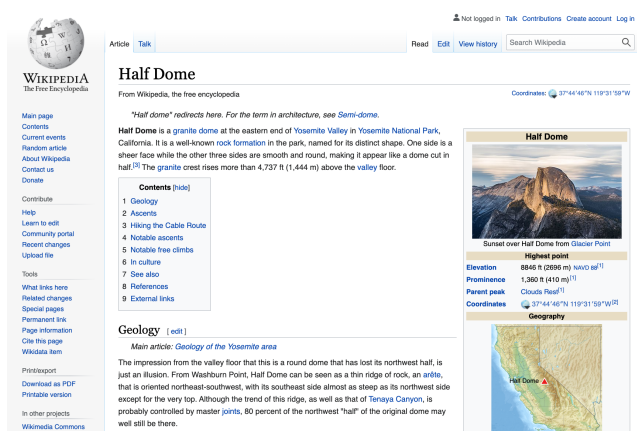 Not logged in Talk Contributions Create account Log in
Article Talk Read Edit View history Search Wikipedia
WIKIPEDIA
The Free Encyclopedia
Main page
Contents
Current events
Random article
About Wikipedia
Contact us
Donate
Contribute
Help
Learn to edit
Community portal
Recent changes
Upload file
Tools
What links here
Related changes
Special pages
Permanent link
Page information
Cite this page
Wikidata item
Print/export
Download as PDF
Printable version
In other projects
Wikimedia Commons
Half Dome
From Wikipedia, the free encyclopedia
Coordinates: 37°44′46″N 119°31′59″W
"Half dome" redirects here. For the term in architecture, see Semi-dome.
Half Dome is a granite dome at the eastern end of Yosemite Valley in Yosemite National Park,
California. It is a well-known rock formation in the park, named for its distinct shape. One side is a
sheer face while the other three sides are smooth and round, making it appear like a dome cut in
half.[3] The granite crest rises more than 4,737 ft (1,444 m) above the valley floor.
Contents [hide]
1 Geology
2 Ascents
3 Hiking the Cable Route
4 Notable ascents
5 Notable free climbs
6 In culture
7 See also
8 References
9 External links
Geology [ edit ]
Main article: Geology of the Yosemite area
The impression from the valley floor that this is a round dome that has lost its northwest half, is
just an illusion. From Washburn Point, Half Dome can be seen as a thin ridge of rock, an arête,
that is oriented northeast-southwest, with its southeast side almost as steep as its northwest side
except for the very top. Although the trend of this ridge, as well as that of Tenaya Canyon, is
probably controlled by master joints, 80 percent of the northwest "half" of the original dome may
well still be there.
Half Dome
Sunset over Half Dome from Glacier Point
Highest point
Elevation 8846 ft (2696 m) NAVD 88[1]
Prominence 1,360 ft (410 m)[1]
Parent peak Clouds Rest[1]
Coordinates 37°44′46″N 119°31′59″W[2]
Geography
Half Dome